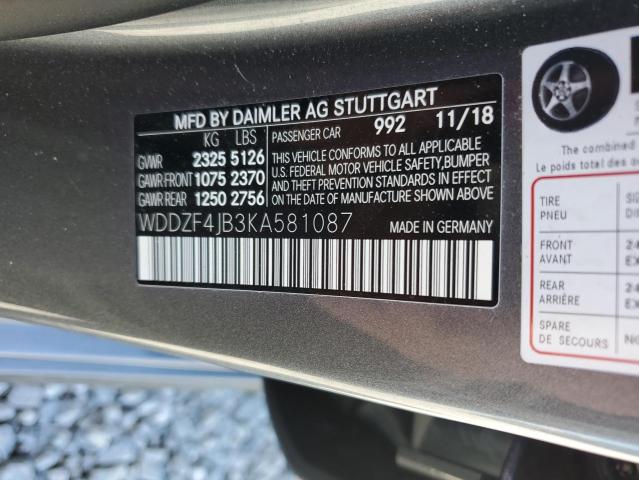 MFD BY DAIMLER AG STUTTGART
KG LBS PASSENGER CAR 992 11/18
GVWR 2325 5126
GAWR FRONT 1075 2370
GAWR REAR 1250 2756
THIS VEHICLE CONFORMS TO ALL APPLICABLE
U.S. FEDERAL MOTOR VEHICLE SAFETY,BUMPER
AND THEFT PREVENTION STANDARDS IN EFFECT
ON THE DATE OF MANUFACTURE SHOWN ABOVE
WDDZF4JB3KA581087 MADE IN GERMANY
The combined
Le poids total des
TIRE
PNEU
FRONT
AVANT
REAR
ARRIÈRE
SPARE
DE SECOURS